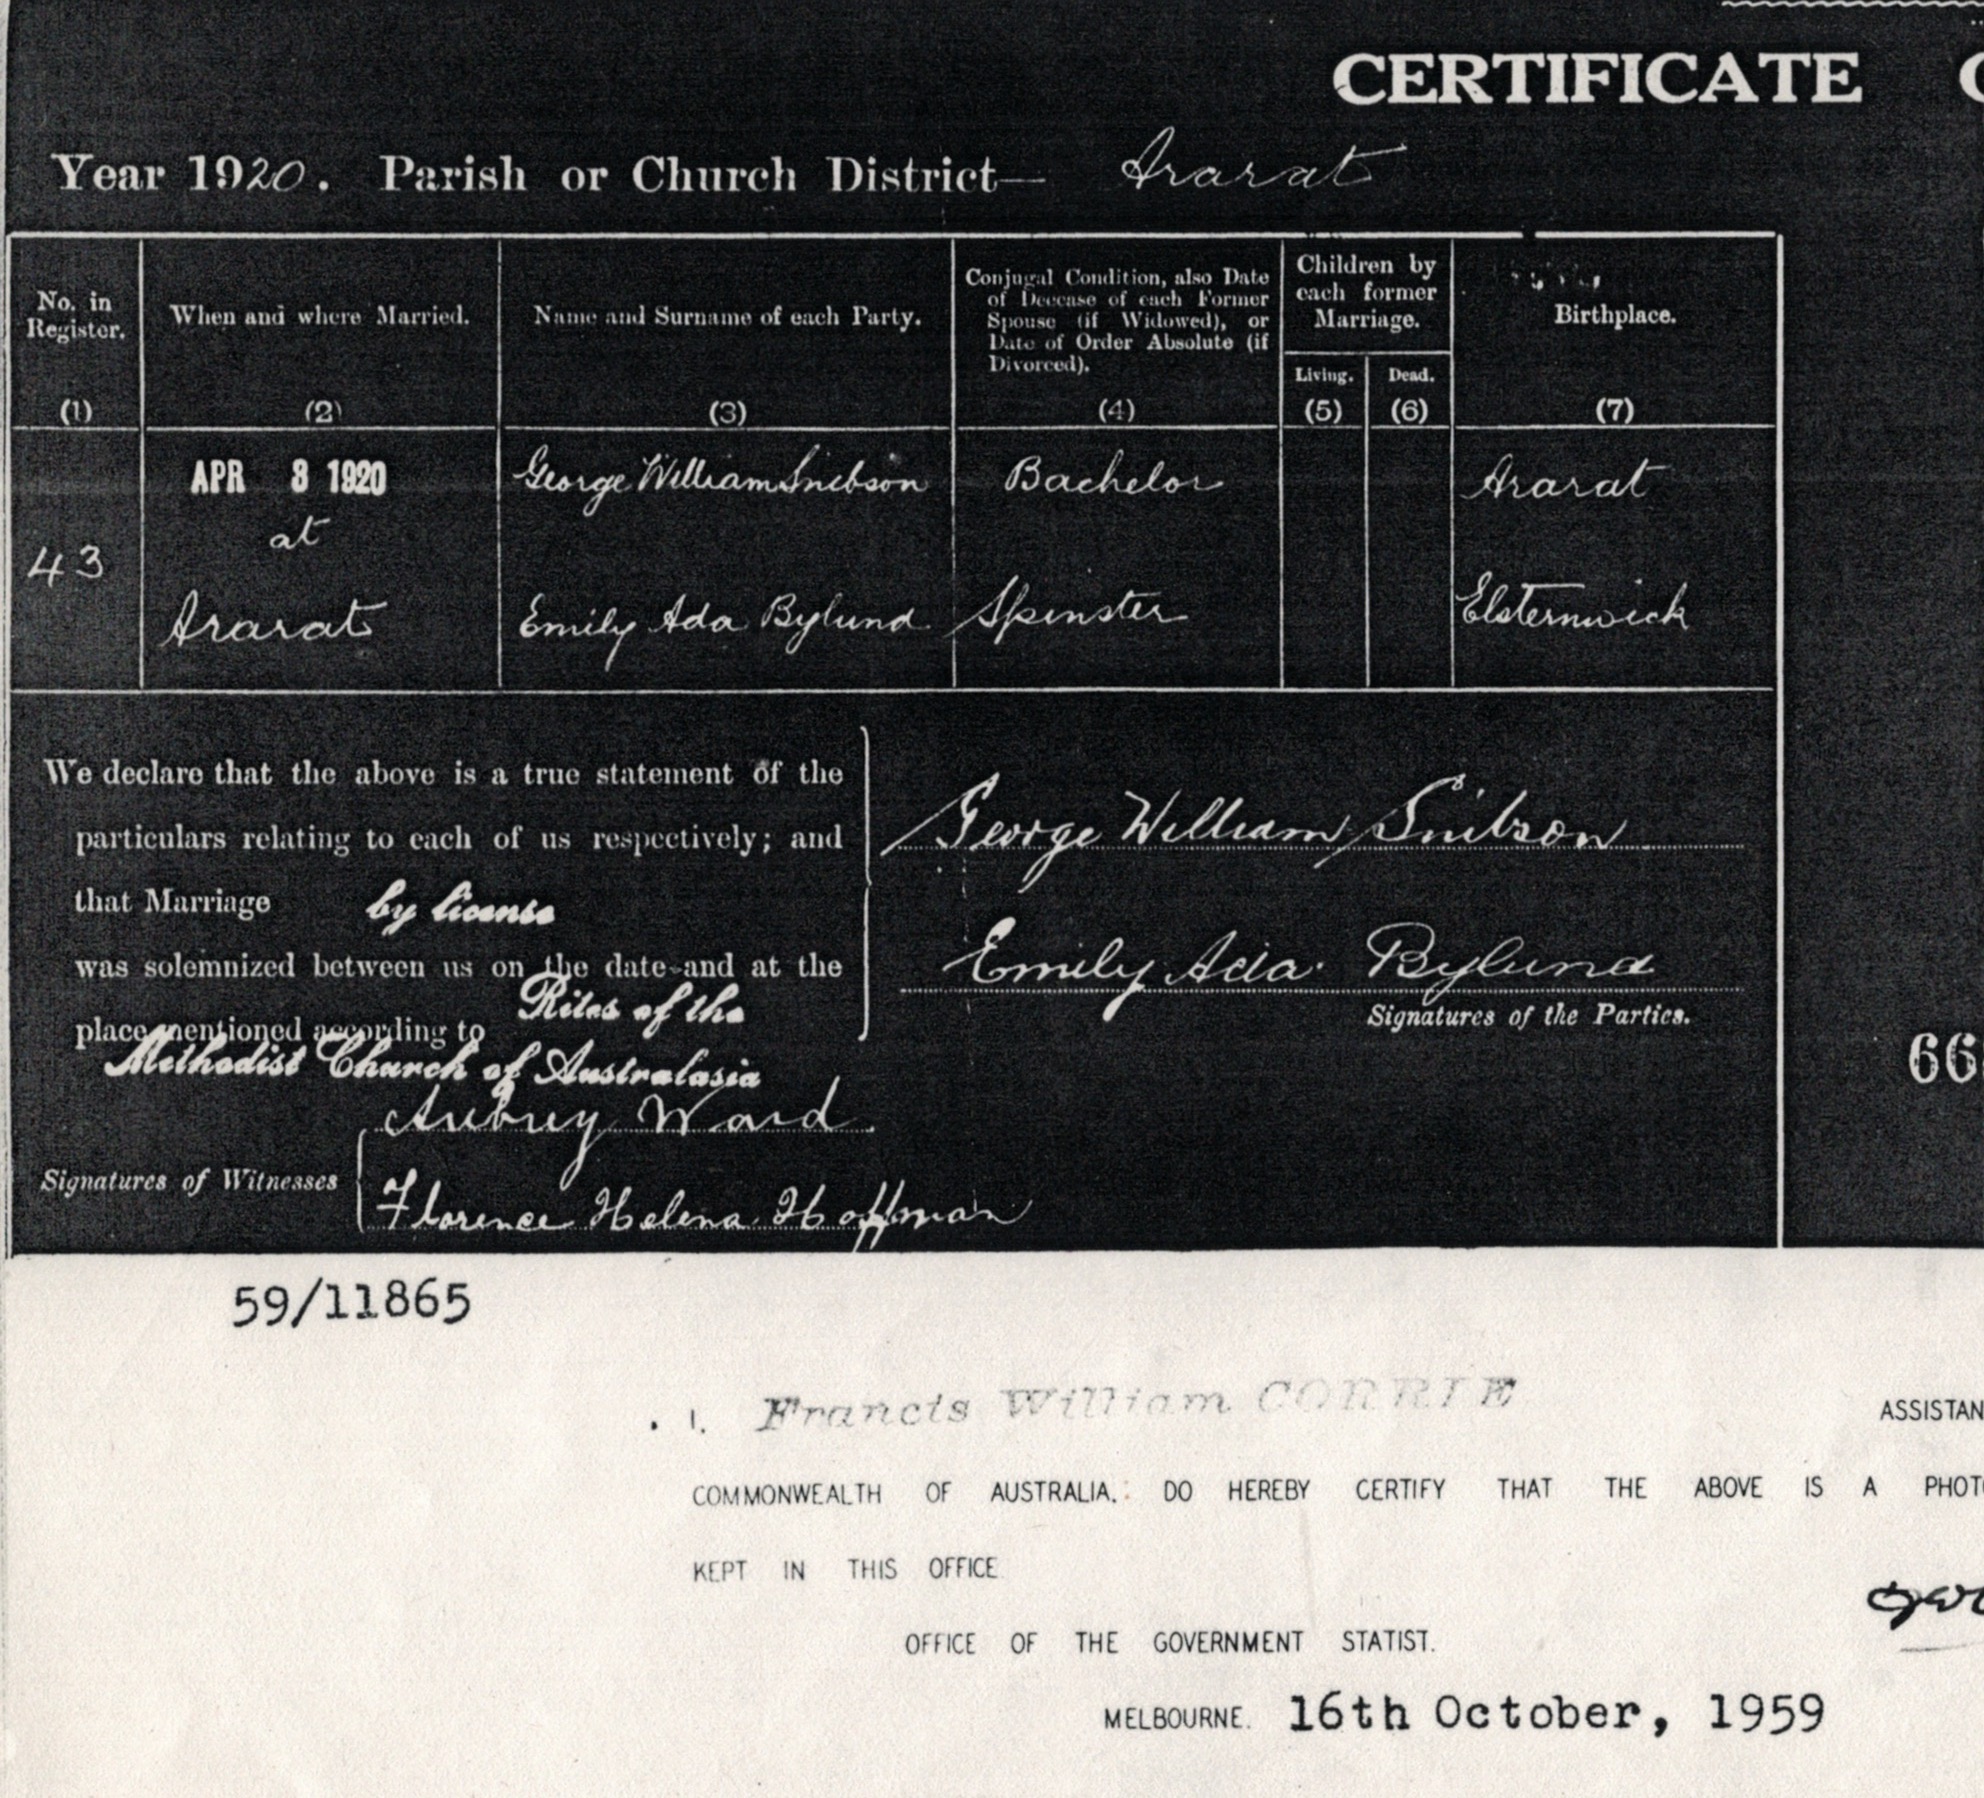 CERTIFICATE
Year 1920. Parish or Church District— Ararat
No. in Register.
When and where Married.
Name and Surname of each Party.
Conjugal Condition, also Date of Decease of each Former Spouse (if Widowed), or Date of Order Absolute (if Divorced).
Children by each former Marriage.
Living.
Dead.
Birthplace.
(1) (2) (3) (4) (5) (6) (7)
APR 3 1920 George William Snibson Bachelor Ararat
at
43
Ararat Emily Ada Bylund Spinster Elsternwick
We declare that the above is a true statement of the
particulars relating to each of us respectively; and
George William Snibson
that Marriage by license
was solemnized between us on the date and at the
Emily Ada Bylund
Signatures of the Parties.
place mentioned according to Rites of the
Methodist Church of Australasia
66
Aubrey Ward
Signatures of Witnesses
Florence Helena Hoffman
59/11865
I. Francis William CORRIE ASSISTAN
COMMONWEALTH OF AUSTRALIA. DO HEREBY CERTIFY THAT THE ABOVE IS A PHOTO
KEPT IN THIS OFFICE
OFFICE OF THE GOVERNMENT STATIST.
MELBOURNE. 16th October, 1959